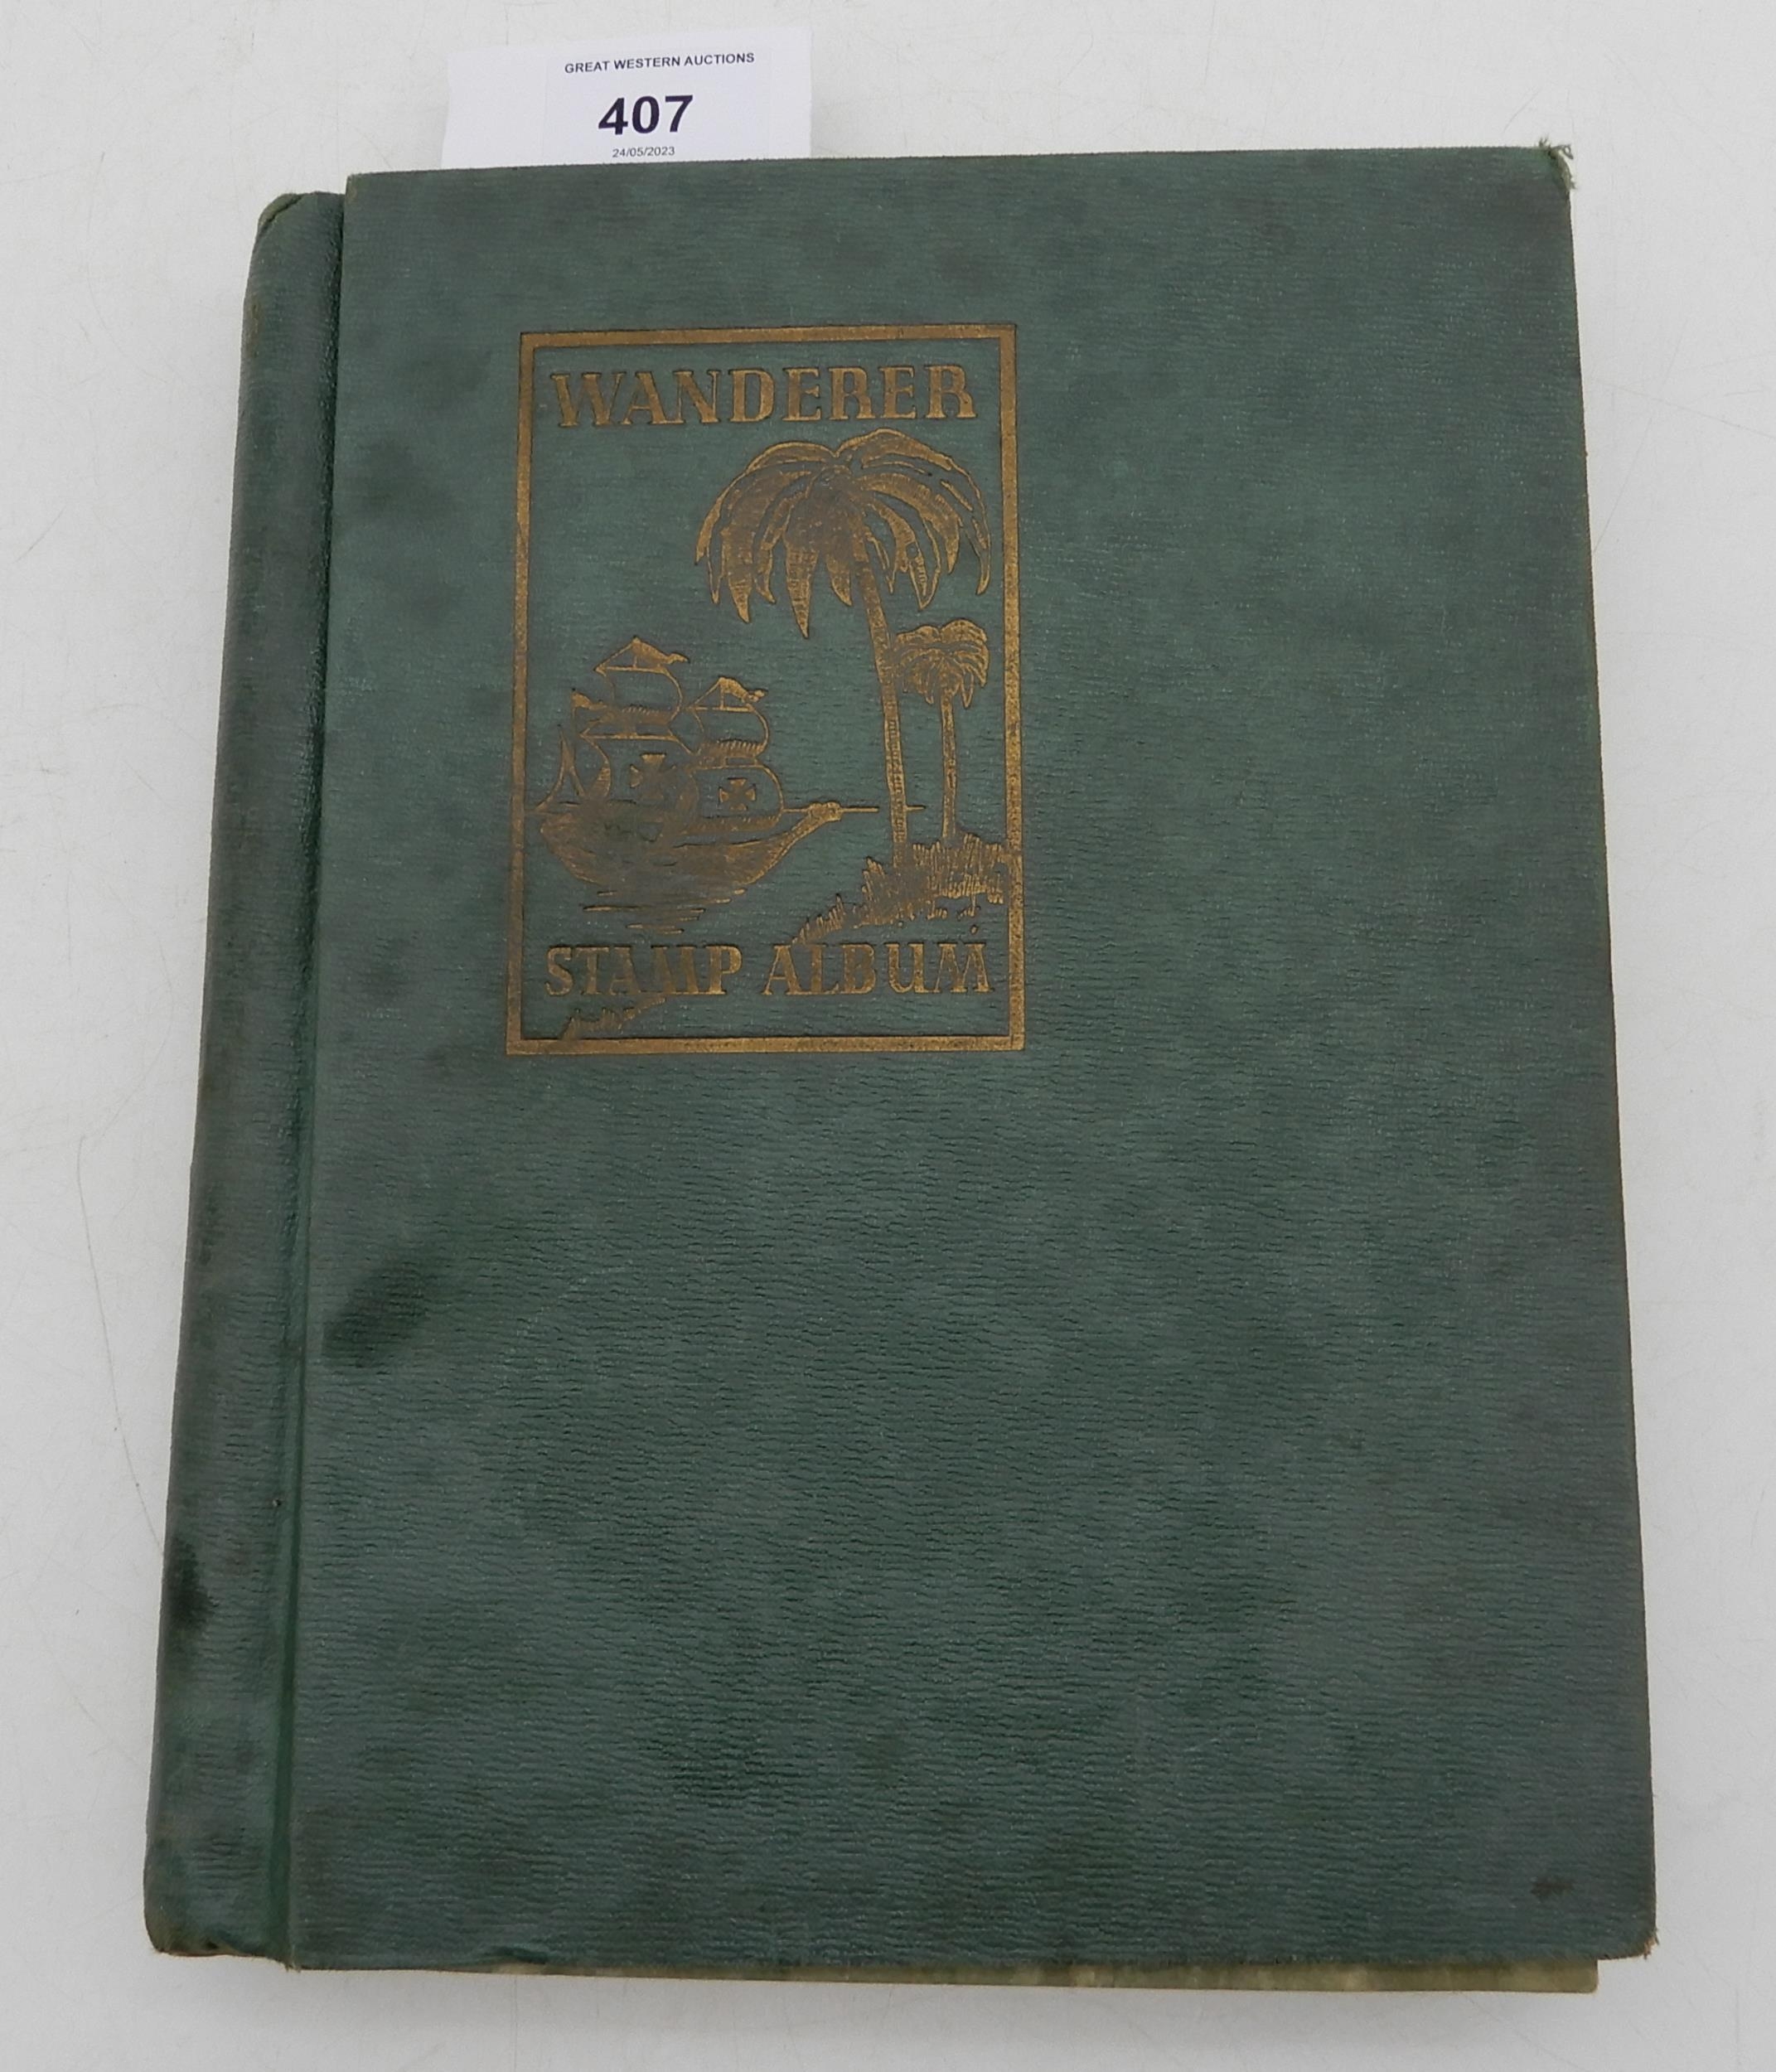 GREAT WESTERN AUCTIONS
407
24/05/2023
WANDERER
STAMP ALBUM